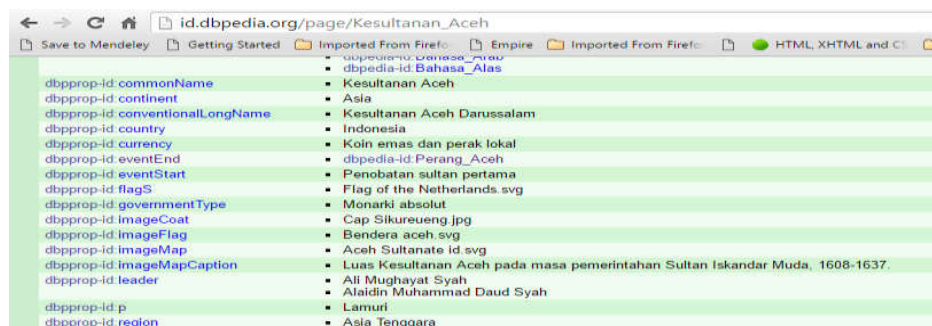 id.dbpedia.org/page/Kesultanan_Aceh
Save to Mendeley Getting Started Imported From Firefo Empire Imported From Firefo HTML, XHTML and CS
dbpedia-id:Bahasa_Arab
dbpedia-id:Bahasa_Alas
dbpprop-id:commonName Kesultanan Aceh
dbpprop-id:continent Asia
dbpprop-id:conventionalLongName Kesultanan Aceh Darussalam
dbpprop-id:country Indonesia
dbpprop-id:currency Koin emas dan perak lokal
dbpprop-id:eventEnd dbpedia-id:Perang_Aceh
dbpprop-id:eventStart Penobatan sultan pertama
dbpprop-id:flagS Flag of the Netherlands.svg
dbpprop-id:governmentType Monarki absolut
dbpprop-id:imageCoat Cap Sikureueng.jpg
dbpprop-id:imageFlag Bendera aceh.svg
dbpprop-id:imageMap Aceh Sultanate id.svg
dbpprop-id:imageMapCaption Luas Kesultanan Aceh pada masa pemerintahan Sultan Iskandar Muda, 1608-1637.
dbpprop-id:leader Ali Mughayat Syah
Alaidin Muhammad Daud Syah
dbpprop-id:p Lamuri
dbpprop-id:region Asia Tenggara